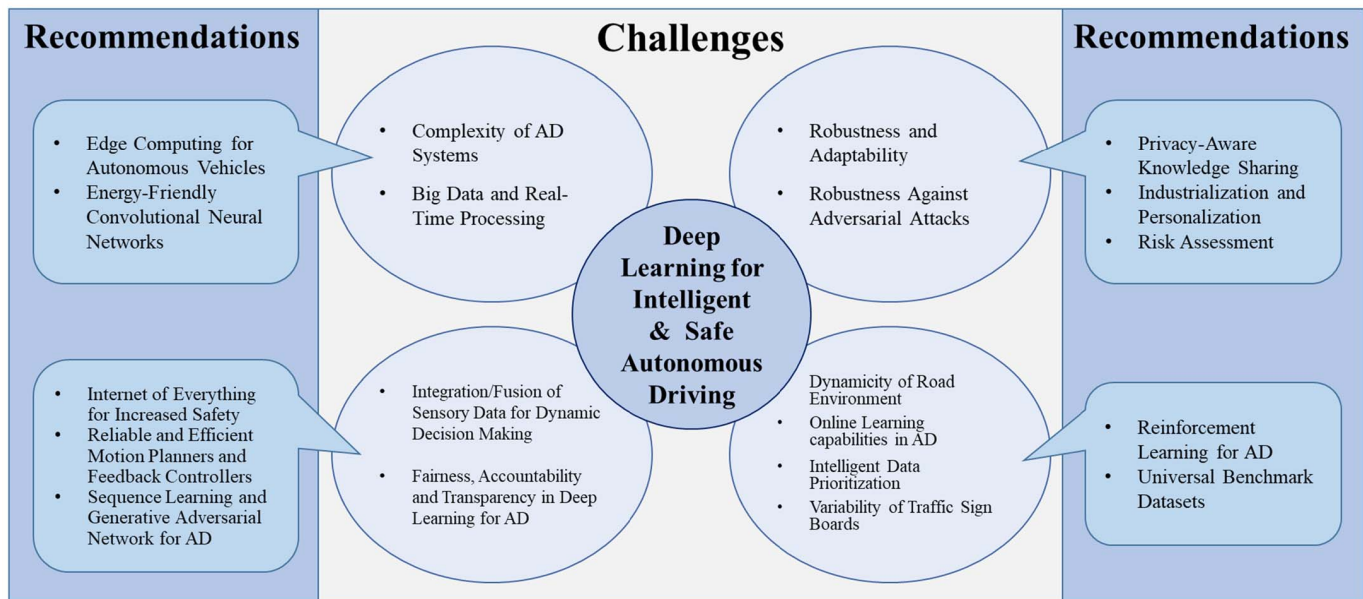 Recommendations
Challenges
Recommendations
• Edge Computing for
Autonomous Vehicles
• Energy-Friendly
Convolutional Neural
Networks
• Complexity of AD
Systems
• Big Data and Real-
Time Processing
• Robustness and
Adaptability
• Robustness Against
Adversarial Attacks
• Privacy-Aware
Knowledge Sharing
• Industrialization and
Personalization
• Risk Assessment
Deep
Learning for
Intelligent
& Safe
Autonomous
Driving
• Internet of Everything
for Increased Safety
• Reliable and Efficient
Motion Planners and
Feedback Controllers
• Sequence Learning and
Generative Adversarial
Network for AD
• Integration/Fusion of
Sensory Data for Dynamic
Decision Making
• Fairness, Accountability
and Transparency in Deep
Learning for AD
• Dynamicity of Road
Environment
• Online Learning
capabilities in AD
• Intelligent Data
Prioritization
• Variability of Traffic Sign
Boards
• Reinforcement
Learning for AD
• Universal Benchmark
Datasets